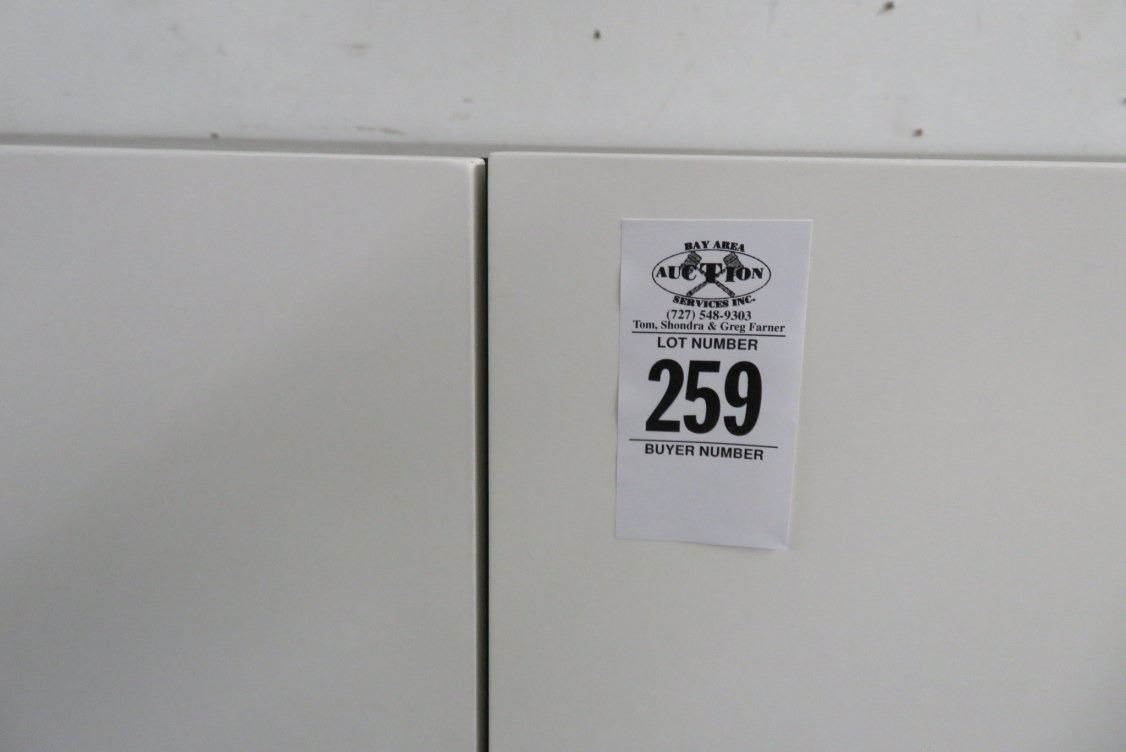 BAY AREA
AUCTION
SERVICES INC.
(727) 548-9303
Tom, Shondra & Greg Farner
LOT NUMBER
259
BUYER NUMBER